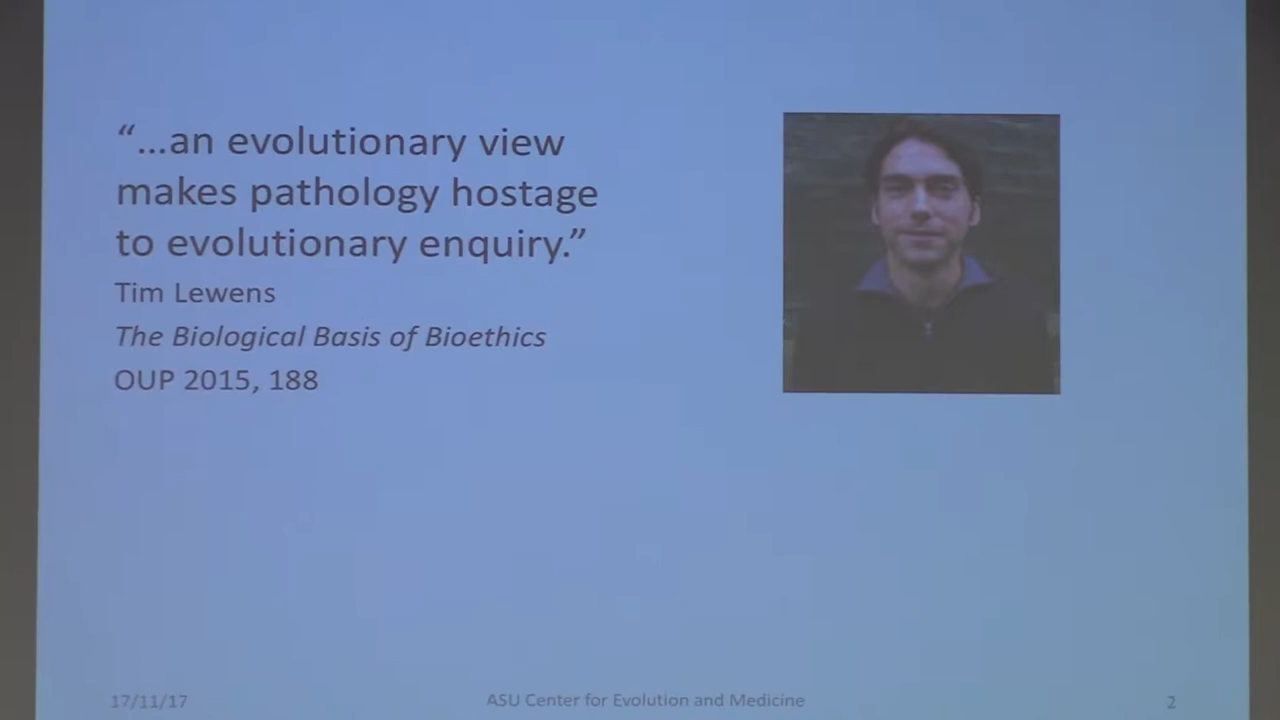 “...an evolutionary view
makes pathology hostage
to evolutionary enquiry.”
Tim Lewens
The Biological Basis of Bioethics
OUP 2015, 188
17/11/17
ASU Center for Evolution and Medicine
2